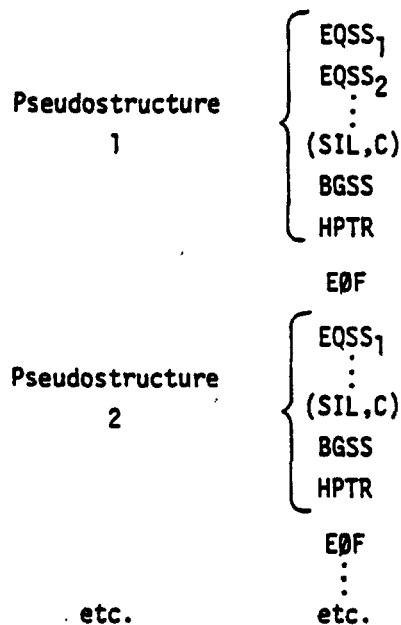 EQSS1
EQSS2
Pseudostructure
1
(SIL,C)
BGSS
HPTR
EØF
EQSS1
Pseudostructure
2
(SIL,C)
BGSS
HPTR
EØF
etc. etc.